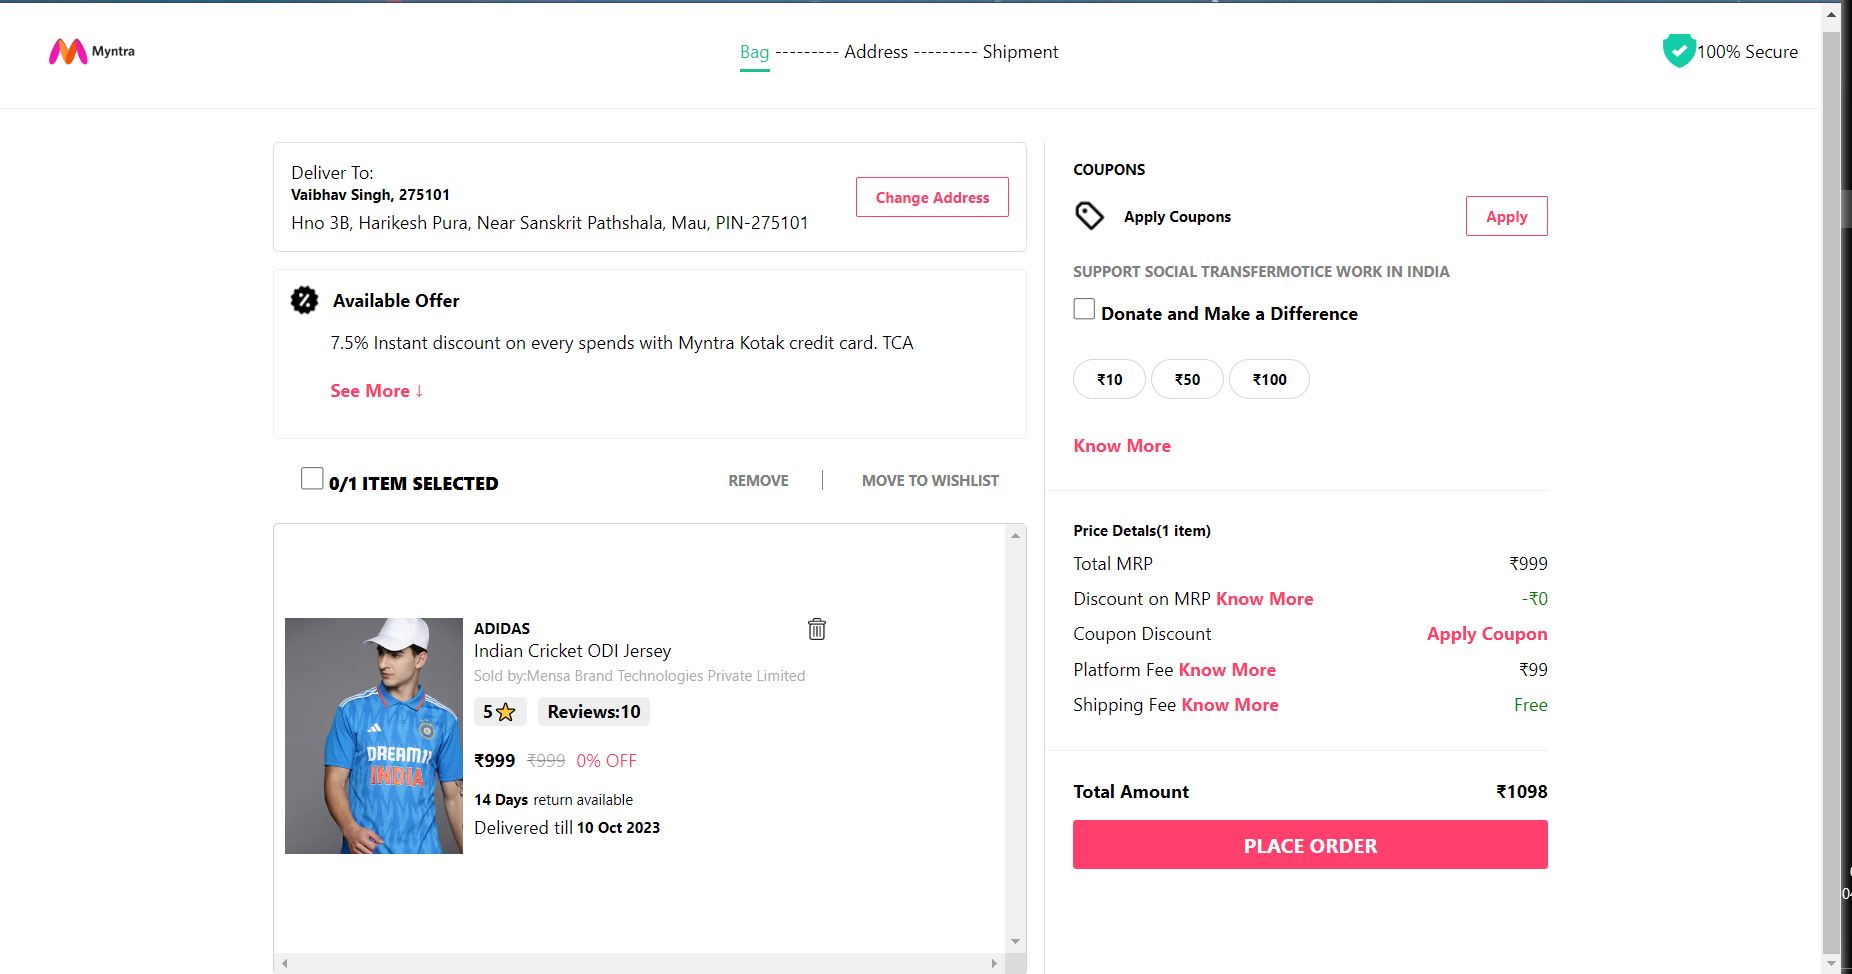 Myntra
Bag --------- Address --------- Shipment
100% Secure
Deliver To:
Vaibhav Singh, 275101
Hno 3B, Harikesh Pura, Near Sanskrit Pathshala, Mau, PIN-275101
Change Address
Available Offer
7.5% Instant discount on every spends with Myntra Kotak credit card. TCA
See More ↓
0/1 ITEM SELECTED
REMOVE
MOVE TO WISHLIST
ADIDAS
Indian Cricket ODI Jersey
Sold by:Mensa Brand Technologies Private Limited
5
Reviews:10
₹999 ₹999 0% OFF
14 Days return available
Delivered till 10 Oct 2023
DREAM11
INDIA
COUPONS
Apply Coupons
Apply
SUPPORT SOCIAL TRANSFERMOTICE WORK IN INDIA
Donate and Make a Difference
₹10 ₹50 ₹100
Know More
Price Detals(1 item)
Total MRP ₹999
Discount on MRP Know More -₹0
Coupon Discount Apply Coupon
Platform Fee Know More ₹99
Shipping Fee Know More Free
Total Amount ₹1098
PLACE ORDER